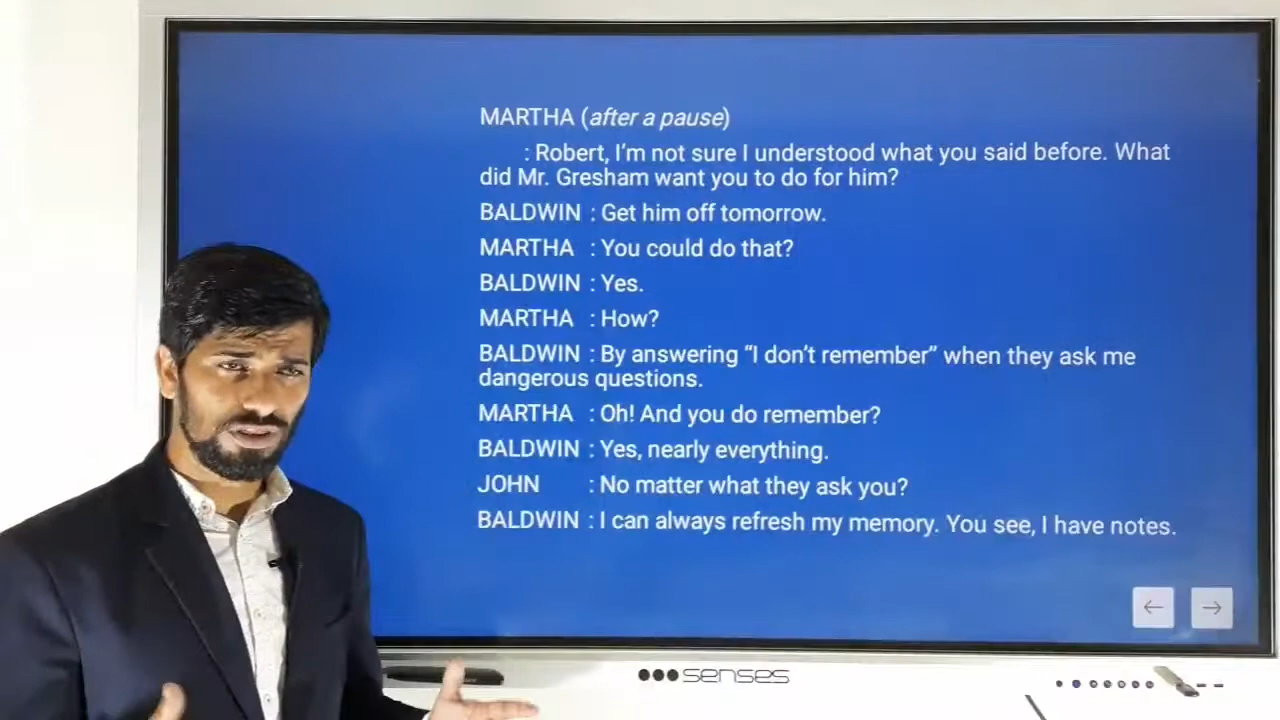 MARTHA (after a pause)
: Robert, I'm not sure I understood what you said before. What
did Mr. Gresham want you to do for him?
BALDWIN : Get him off tomorrow.
MARTHA : You could do that?
BALDWIN : Yes.
MARTHA : How?
BALDWIN : By answering “I don't remember” when they ask me
dangerous questions.
MARTHA : Oh! And you do remember?
BALDWIN : Yes, nearly everything.
JOHN : No matter what they ask you?
BALDWIN : I can always refresh my memory. You see, I have notes.
senses